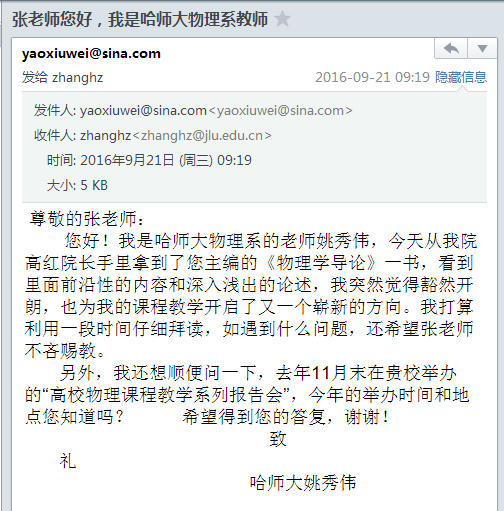 张老师您好，我是哈师大物理系教师
yaoxiuwei@sina.com
发给 zhanghz 2016-09-21 09:19 隐藏信息
发件人: yaoxiuwei@sina.com<yaoxiuwei@sina.com>
收件人: zhanghz<zhanghz@jlu.edu.cn>
时间: 2016年9月21日 (周三) 09:19
大小: 5 KB
尊敬的张老师：
您好！我是哈师大物理系的老师姚秀伟，今天从我院
高红院长手里拿到了您主编的《物理学导论》一书，看到
里面前沿性的内容和深入浅出的论述，我突然觉得豁然开
朗，也为我的课程教学开启了又一个崭新的方向。我打算
利用一段时间仔细拜读，如遇到什么问题，还希望张老师
不吝赐教。
另外，我还想顺便问一下，去年11月末在贵校举办
的“高校物理课程教学系列报告会”，今年的举办时间和地
点您知道吗？ 希望得到您的答复，谢谢！
致
礼
哈师大姚秀伟